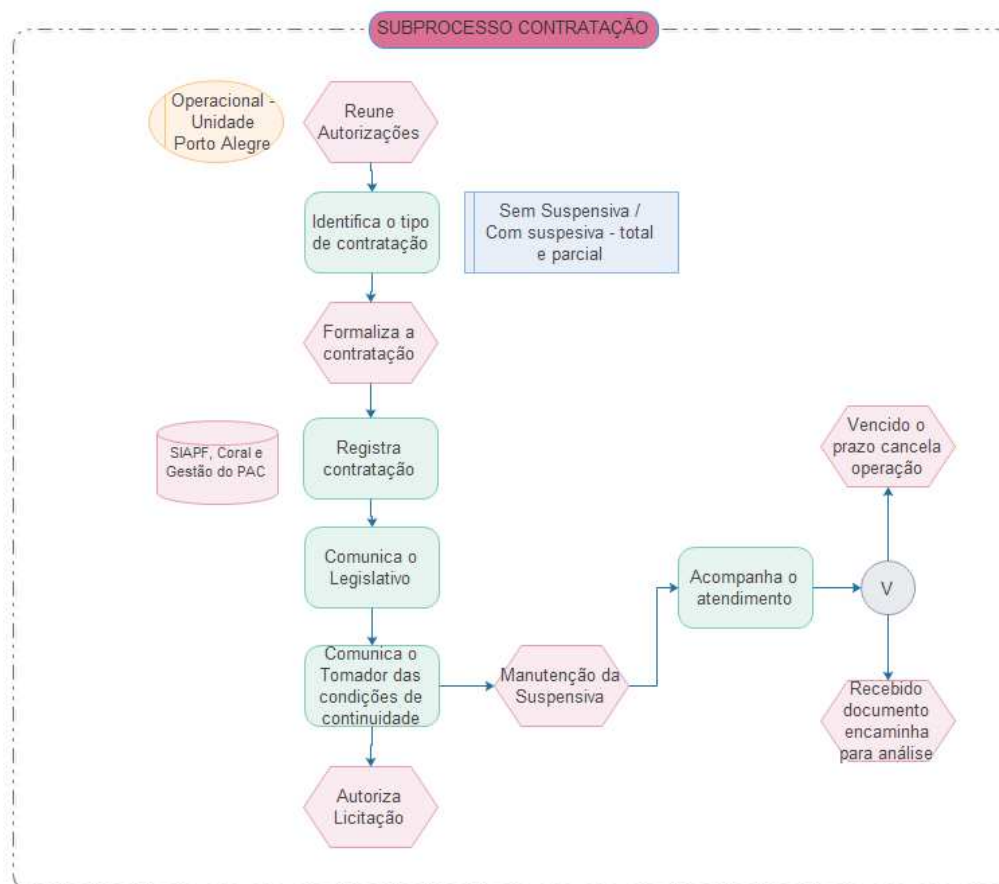 SUBPROCESSO CONTRATAÇÃO
Operacional -
Unidade
Porto Alegre
Reune
Autorizações
Identifica o tipo
de contratação
Sem Suspensiva /
Com suspesiva - total
e parcial
Formaliza a
contratação
SIAPF, Coral e
Gestão do PAC
Registra
contratação
Comunica o
Legislativo
Comunica o
Tomador das
condições de
continuidade
Autoriza
Licitação
Manutenção da
Suspensiva
Acompanha o
atendimento
V
Vencido o
prazo cancela
operação
Recebido
documento
encaminha
para análise